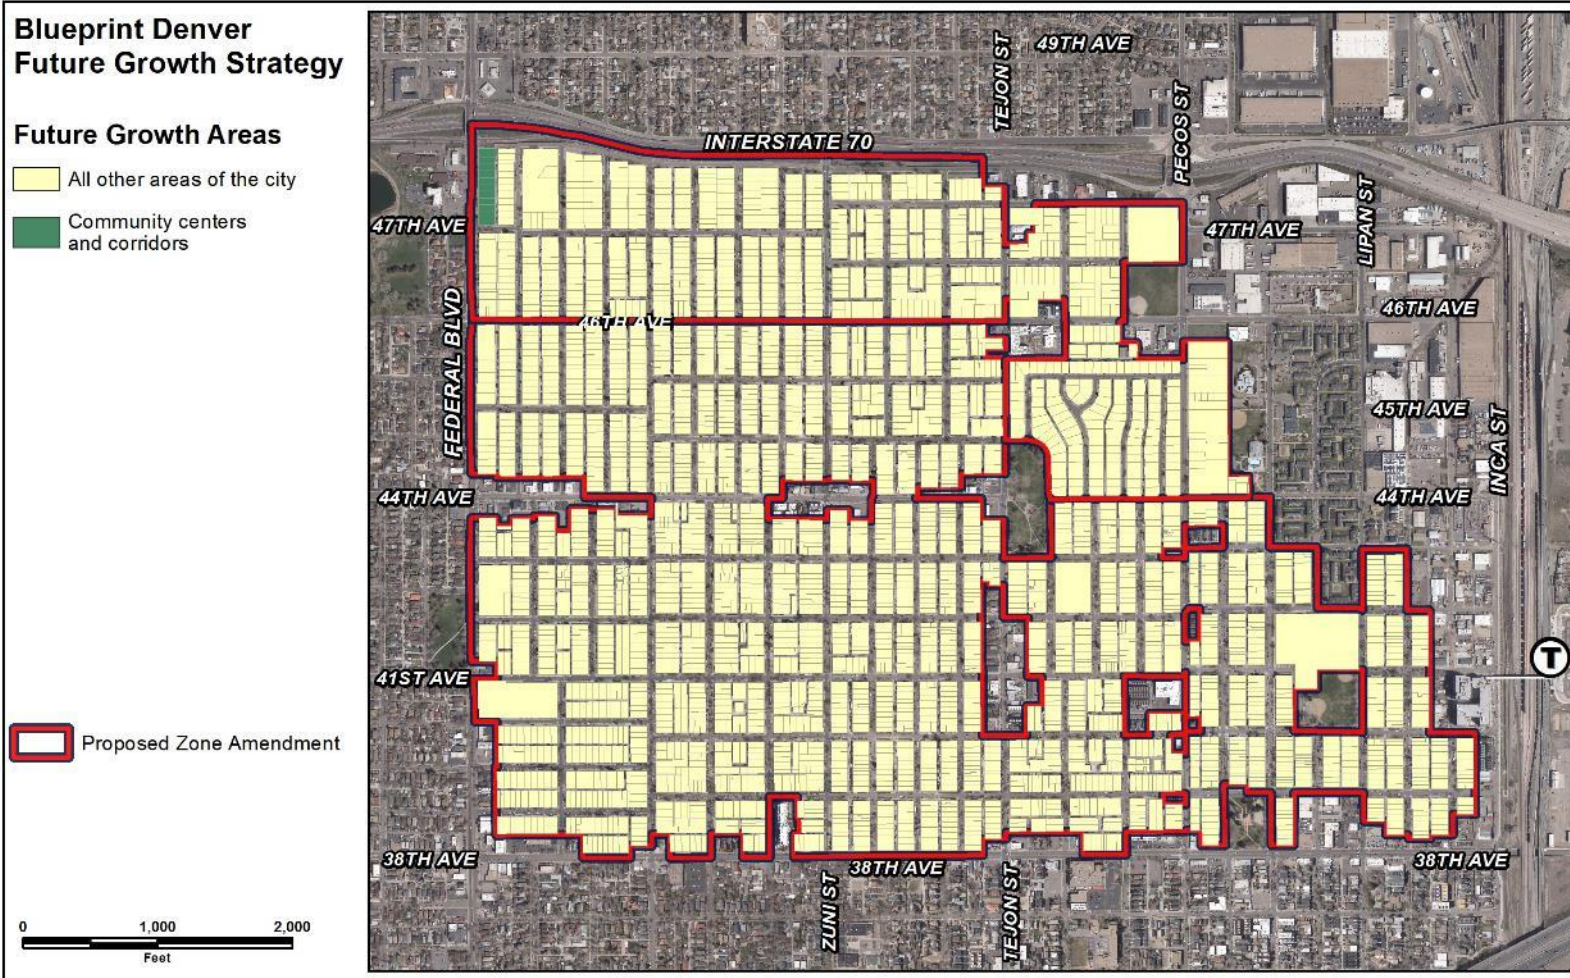 Blueprint Denver
Future Growth Strategy
Future Growth Areas
All other areas of the city
Community centers
and corridors
Proposed Zone Amendment
0 1,000 2,000
Feet
49TH AVE
TEJON ST
PECOS ST
INTERSTATE 70
47TH AVE
47TH AVE
LIPAN ST
46TH AVE
46TH AVE
FEDERAL BLVD
45TH AVE
INCA ST
44TH AVE
44TH AVE
41ST AVE
T
38TH AVE
38TH AVE
38TH AVE
ZUNI ST
TEJON ST